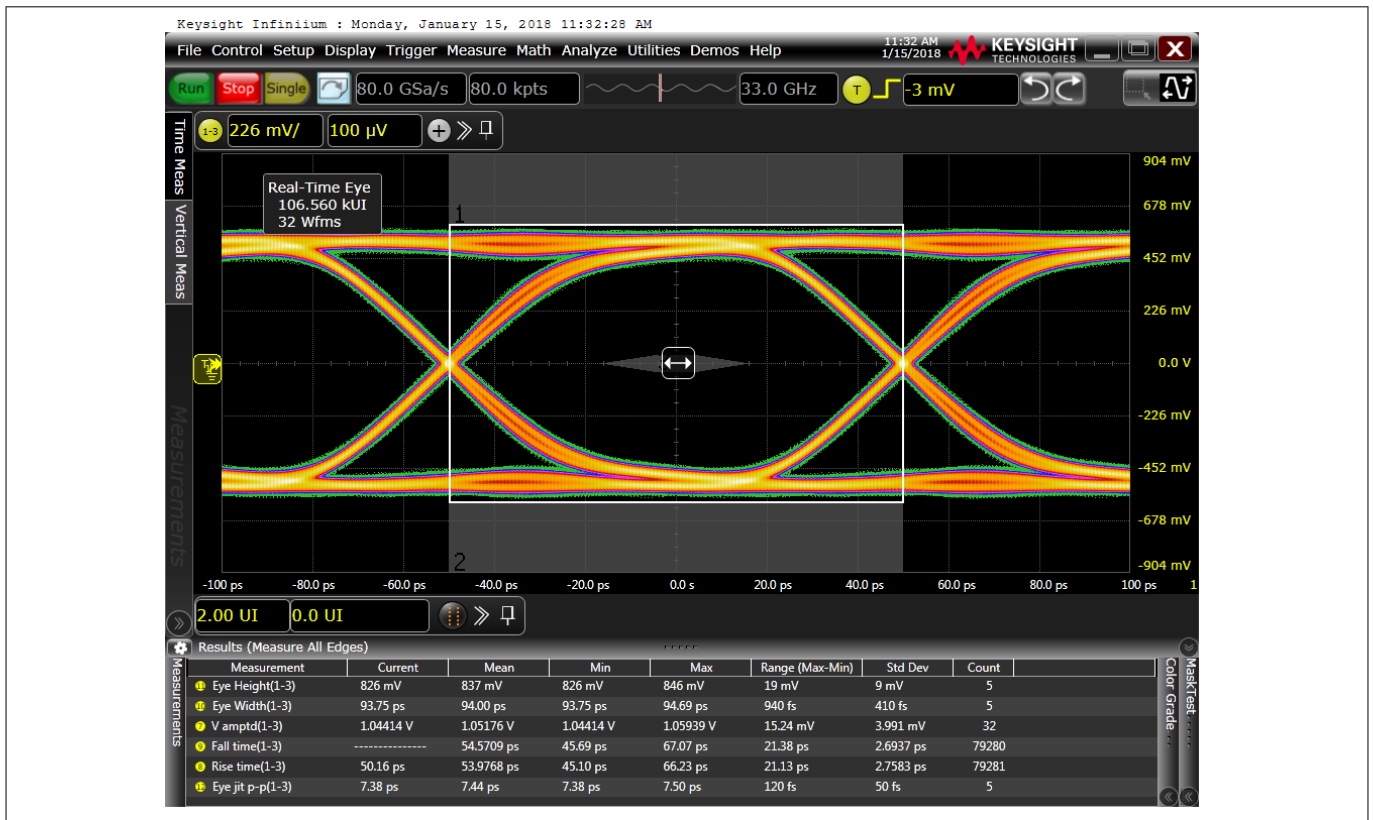 Keysight Infiniium : Monday, January 15, 2018 11:32:28 AM
File Control Setup Display Trigger Measure Math Analyze Utilities Demos Help
11:32 AM
1/15/2018
KEYSIGHT
TECHNOLOGIES
X
Run Stop Single 80.0 GSa/s 80.0 kpts 33.0 GHz T -3 mV
Time Meas
Vertical Meas
Measurements
1-3 226 mV/ 100 µV +
Real-Time Eye
106.560 kUI
32 Wfms
1
2
904 mV
678 mV
452 mV
226 mV
0.0 V
-226 mV
-452 mV
-678 mV
-904 mV
-100 ps -80.0 ps -60.0 ps -40.0 ps -20.0 ps 0.0 s 20.0 ps 40.0 ps 60.0 ps 80.0 ps 100 ps 1
2.00 UI 0.0 UI
Results (Measure All Edges)
Measurements
Measurement Current Mean Min Max Range (Max-Min) Std Dev Count
11 Eye Height(1-3) 826 mV 837 mV 826 mV 846 mV 19 mV 9 mV 5
10 Eye Width(1-3) 93.75 ps 94.00 ps 93.75 ps 94.69 ps 940 fs 410 fs 5
7 V amptd(1-3) 1.04414 V 1.05176 V 1.04414 V 1.05939 V 15.24 mV 3.991 mV 32
9 Fall time(1-3) --------------- 54.5709 ps 45.69 ps 67.07 ps 21.38 ps 2.6937 ps 79280
8 Rise time(1-3) 50.16 ps 53.9768 ps 45.10 ps 66.23 ps 21.13 ps 2.7583 ps 79281
12 Eye jit p-p(1-3) 7.38 ps 7.44 ps 7.38 ps 7.50 ps 120 fs 50 fs 5
Color Grade
MaskTest